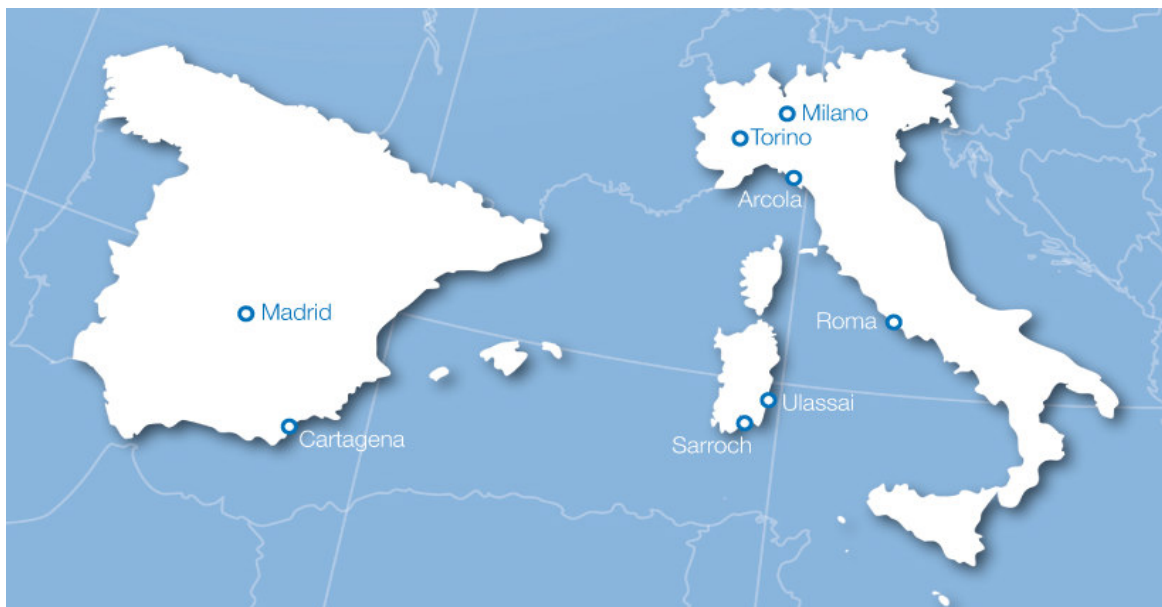 Milano
Torino
Arcola
Madrid
Roma
Ulassai
Cartagena
Sarroch